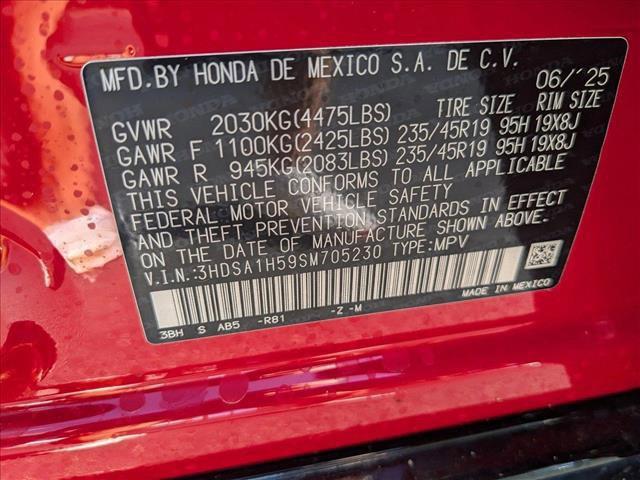 MFD.BY HONDA DE MEXICO S.A. DE C.V.
06/´25
TIRE SIZE RIM SIZE
GVWR 2030KG(4475LBS)
GAWR F 1100KG(2425LBS) 235/45R19 95H 19X8J
GAWR R 945KG(2083LBS) 235/45R19 95H 19X8J
THIS VEHICLE CONFORMS TO ALL APPLICABLE
FEDERAL MOTOR VEHICLE SAFETY
AND THEFT PREVENTION STANDARDS IN EFFECT
ON THE DATE OF MANUFACTURE SHOWN ABOVE.
V.I.N.:3HDSA1H59SM705230 TYPE:MPV
MADE IN MEXICO
3BH S AB5 -R81 -Z -M